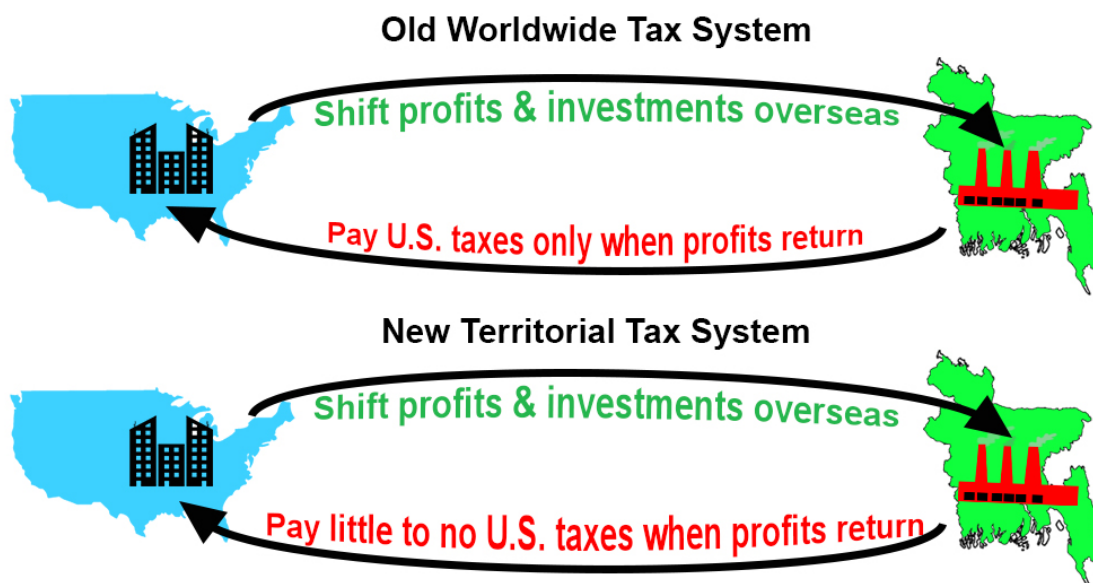 Old Worldwide Tax System
Shift profits & investments overseas
Pay U.S. taxes only when profits return
New Territorial Tax System
Shift profits & investments overseas
Pay little to no U.S. taxes when profits return